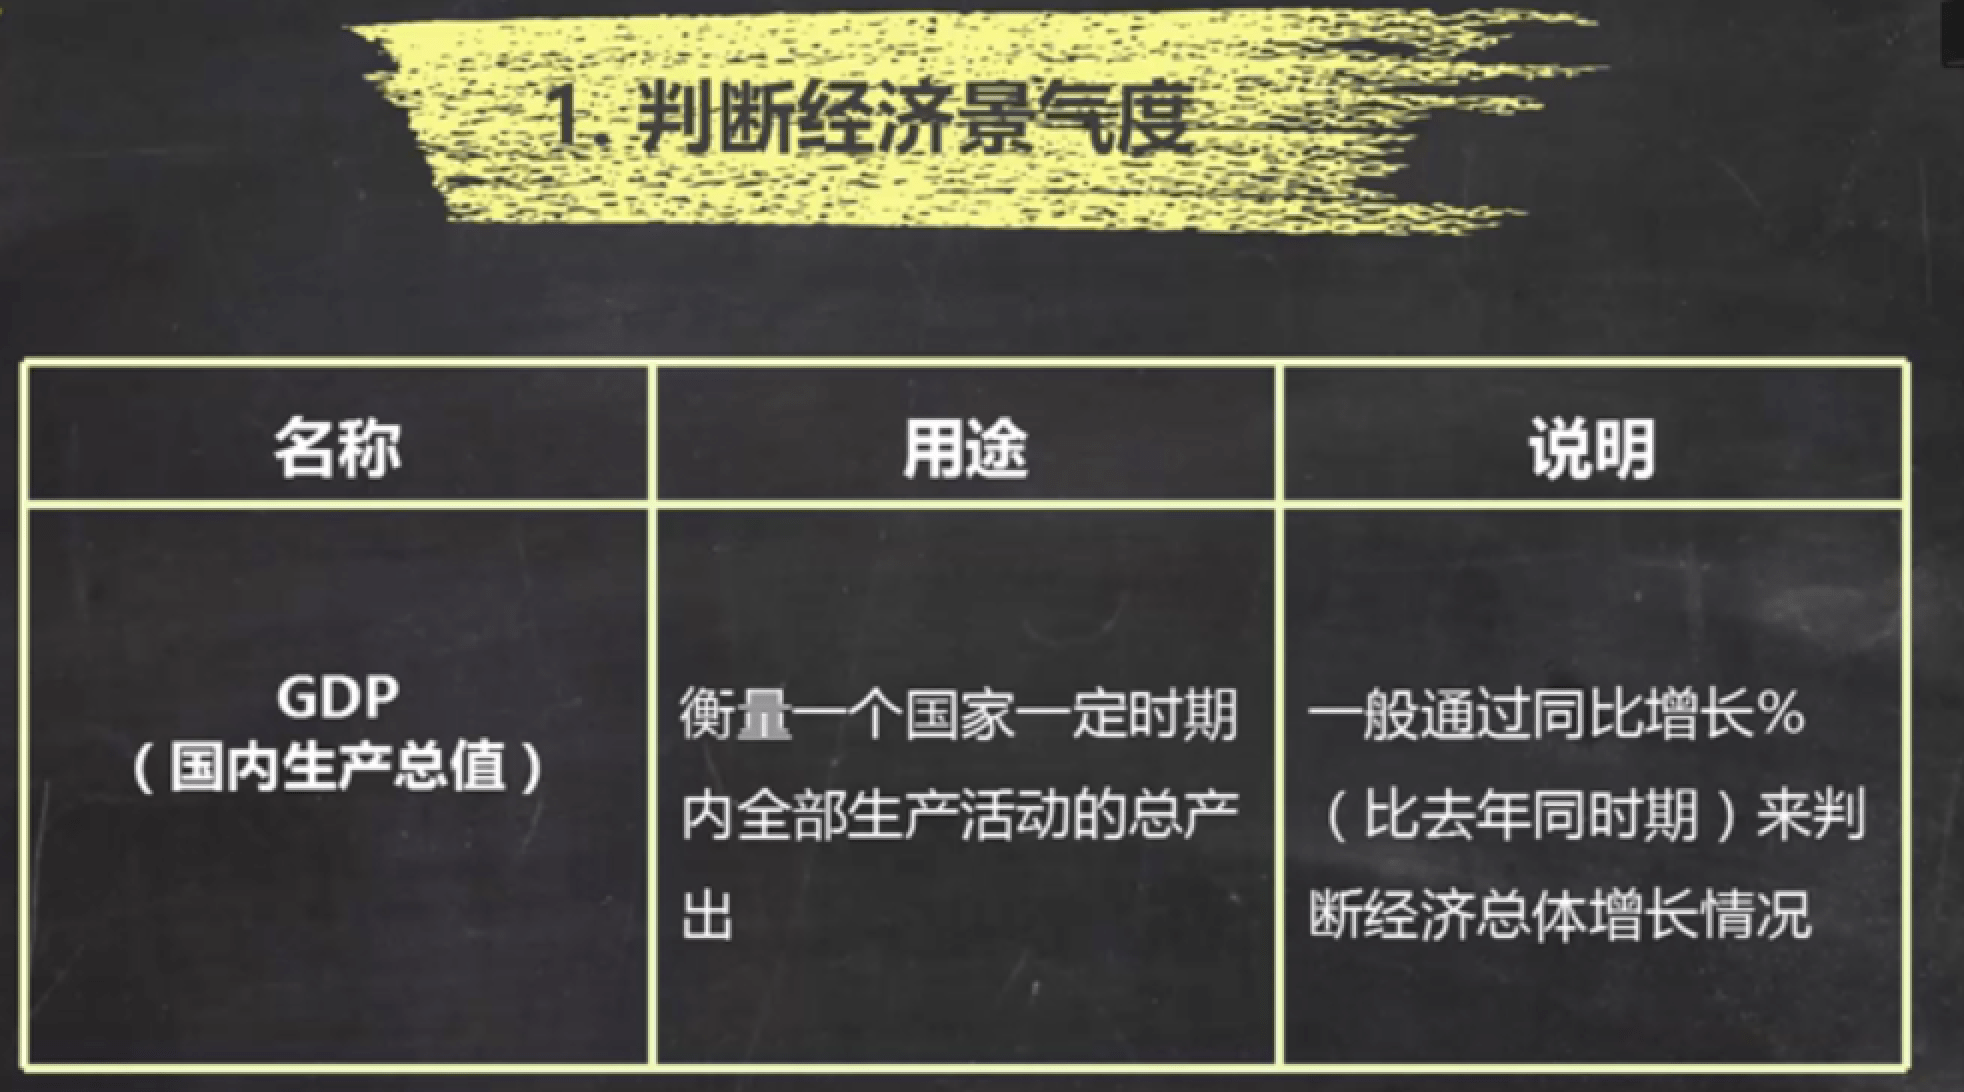 1. 判断经济景气度
名称
用途
说明
GDP
（国内生产总值）
衡量一个国家一定时期
内全部生产活动的总产
出
一般通过同比增长%
（比去年同时期）来判
断经济总体增长情况